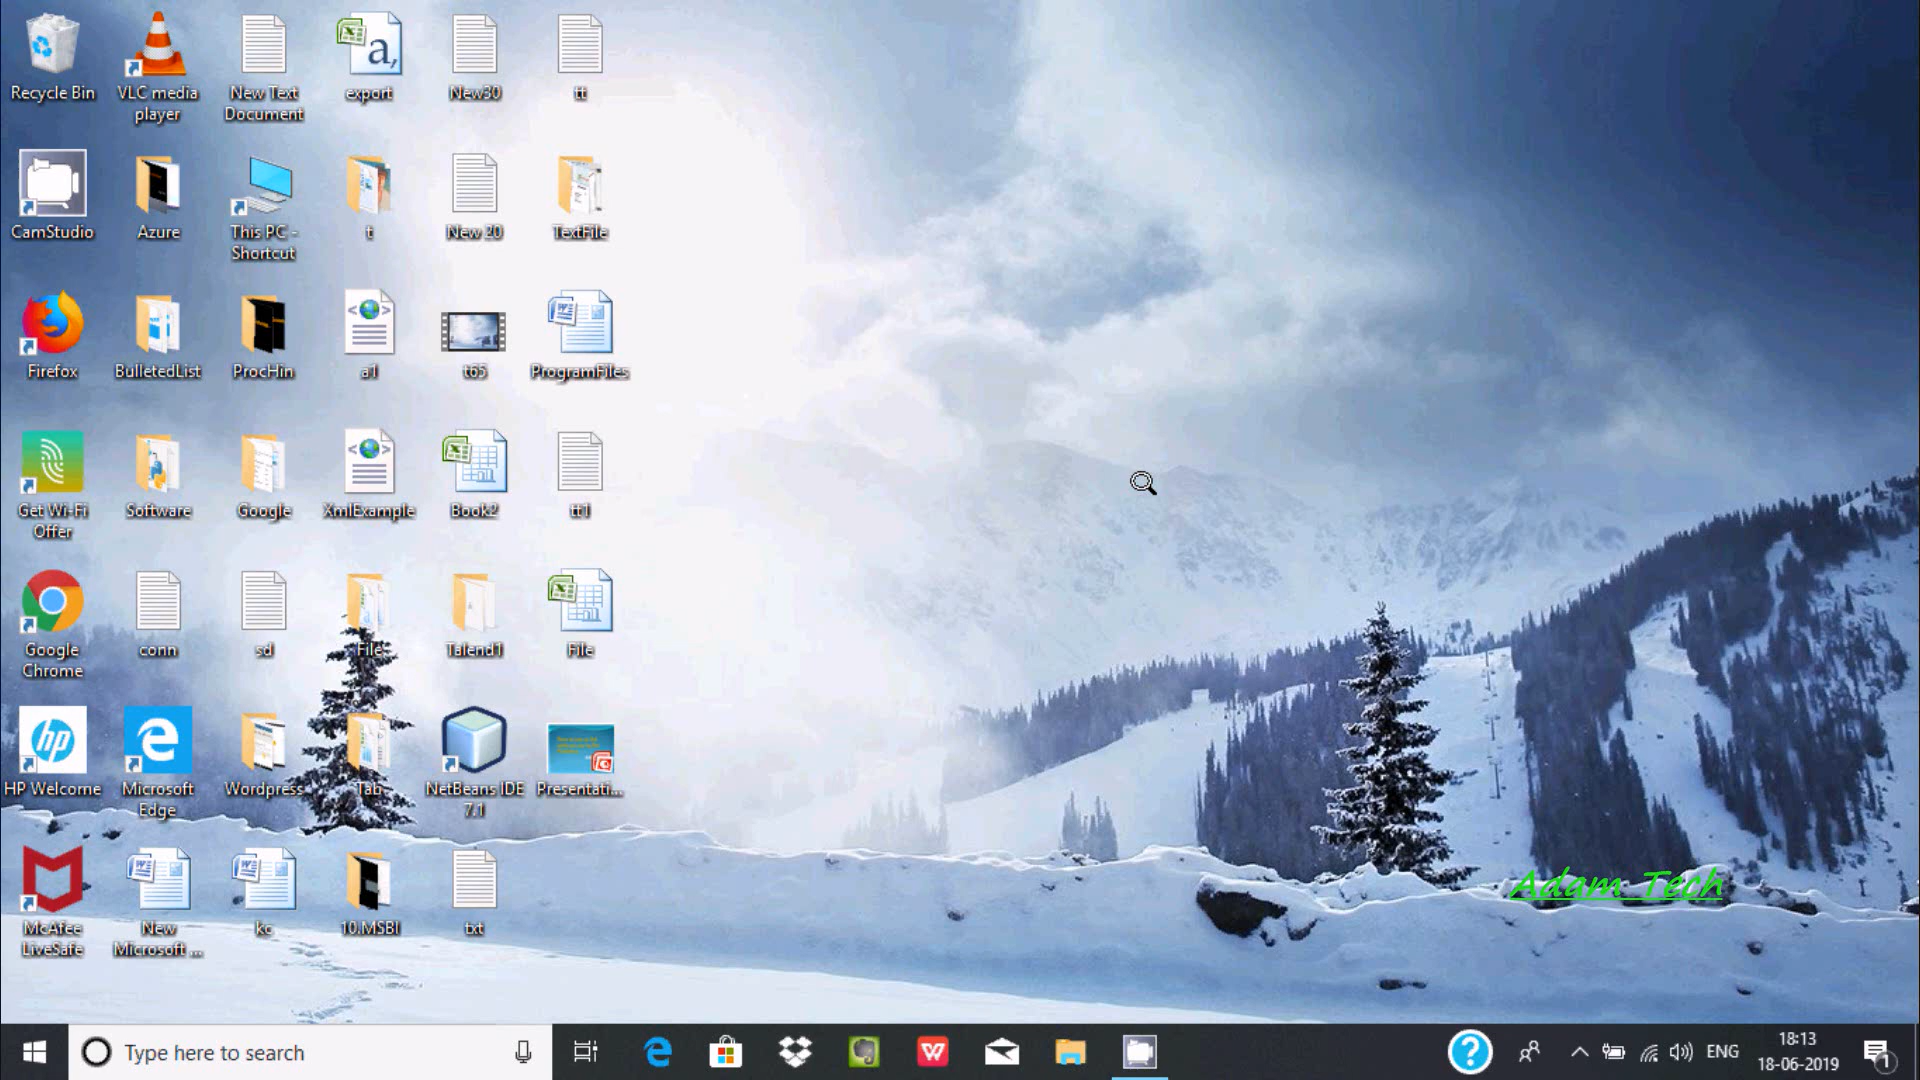 Recycle Bin
VLC media
player
New Text
Document
export
a,
New30
tt
CamStudio
Azure
This PC -
Shortcut
t
New 20
TextFile
Firefox
BulletedList
ProcHin
a1
t65
ProgramFiles
Get Wi-Fi
Offer
Software
Google
XmlExample
Book2
tt1
Google
Chrome
conn
sd
File
Talend1
File
HP Welcome
Microsoft
Edge
Wordpress
Tab
NetBeans IDE
7.1
Presentati...
McAfee
LiveSafe
New
Microsoft ...
kc
10.MSBI
txt
Adam Tech
Type here to search
ENG
18:13
18-06-2019
1